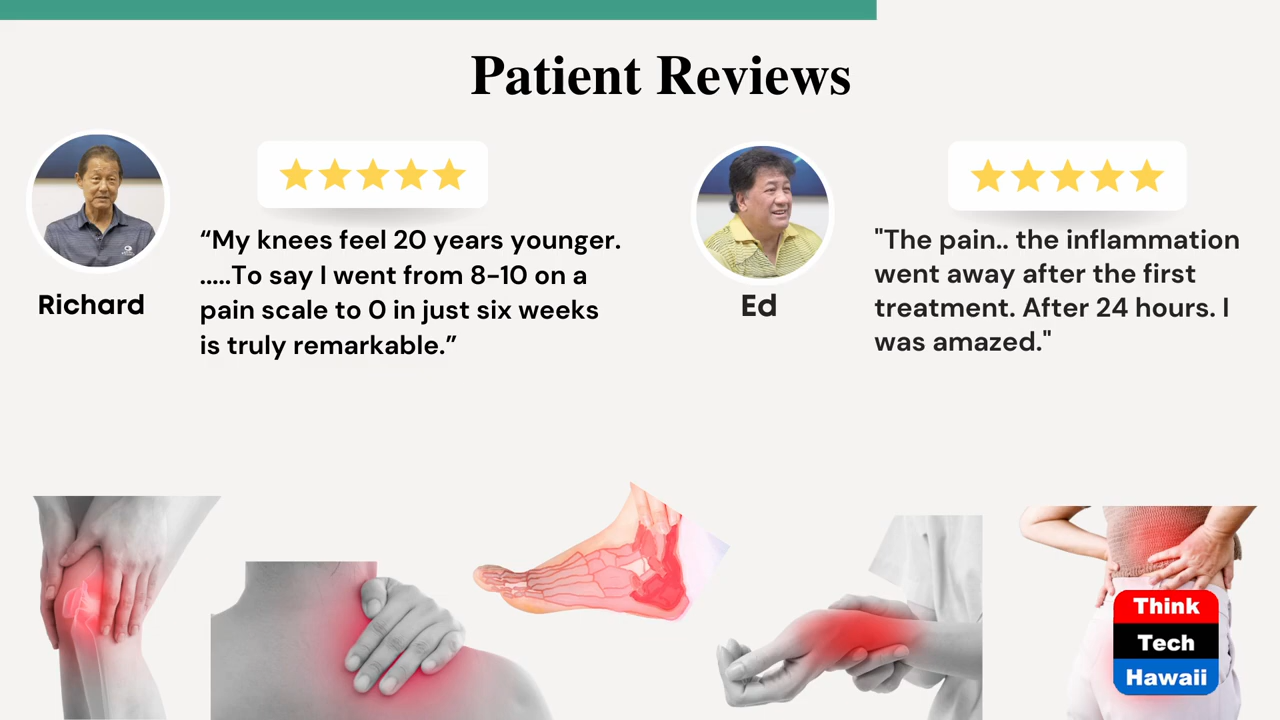 Patient Reviews
Richard
“My knees feel 20 years younger.
.....To say I went from 8-10 on a
pain scale to 0 in just six weeks
is truly remarkable.”
Ed
"The pain.. the inflammation
went away after the first
treatment. After 24 hours. I
was amazed."
Think
Tech
Hawaii